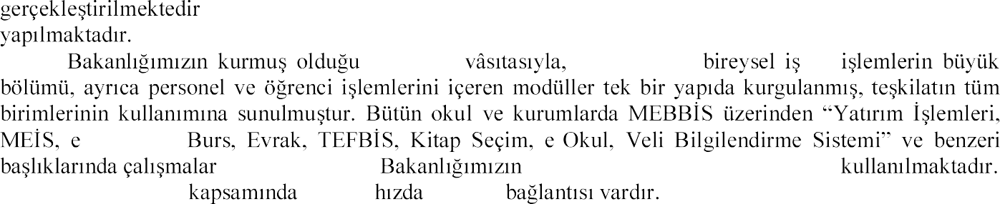 gerçekleştirilmektedir
yapılmaktadır.
Bakanlığımızın kurmuş olduğu vâsıtasıyla, bireysel iş işlemlerin büyük
bölümü, ayrıca personel ve öğrenci işlemlerini içeren modüller tek bir yapıda kurgulanmış, teşkilatın tüm
birimlerinin kullanımına sunulmuştur. Bütün okul ve kurumlarda MEBBİS üzerinden “Yatırım İşlemleri,
MEİS, e Burs, Evrak, TEFBİS, Kitap Seçim, e Okul, Veli Bilgilendirme Sistemi” ve benzeri
başlıklarında çalışmalar Bakanlığımızın kullanılmaktadır.
kapsamında hızda bağlantısı vardır.